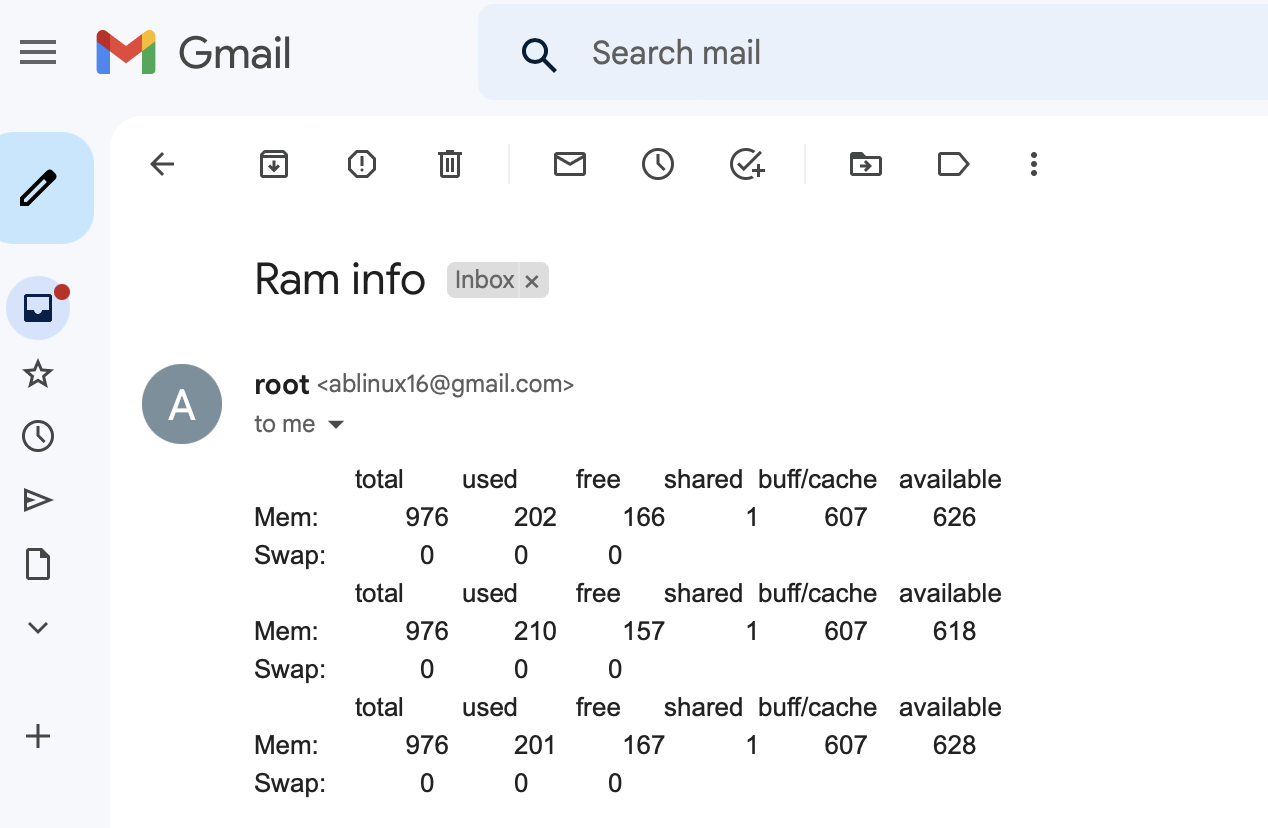 Gmail
Search mail
Ram info Inbox ×
A
root <ablinux16@gmail.com>
to me
total used free shared buff/cache available
Mem: 976 202 166 1 607 626
Swap: 0 0 0
total used free shared buff/cache available
Mem: 976 210 157 1 607 618
Swap: 0 0 0
total used free shared buff/cache available
Mem: 976 201 167 1 607 628
Swap: 0 0 0